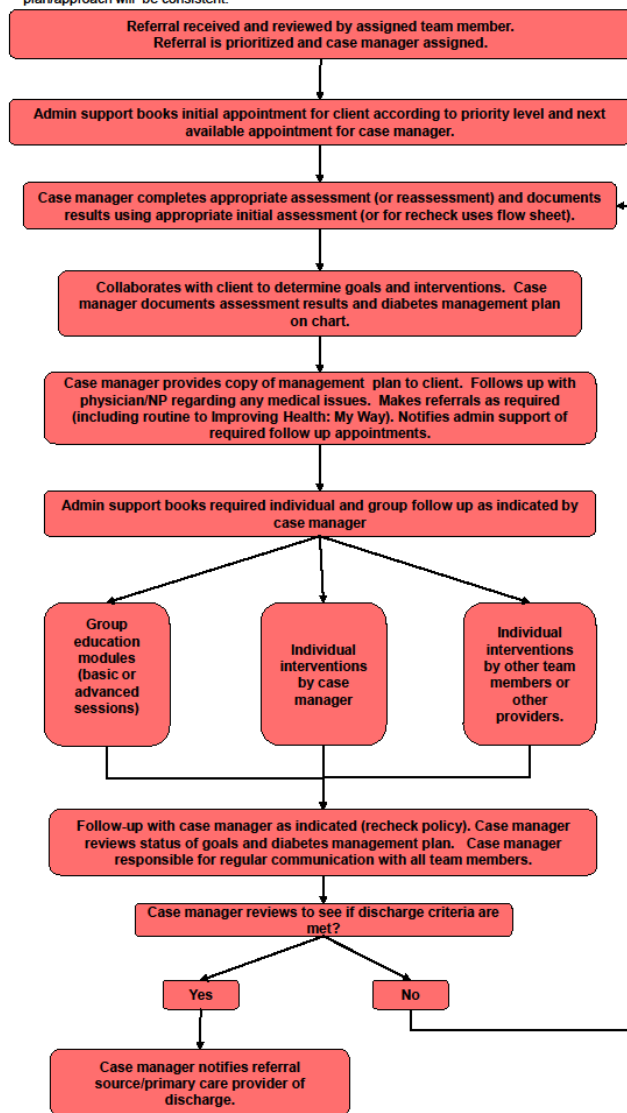 plan/approach will be consistent.
Referral received and reviewed by assigned team member.
Referral is prioritized and case manager assigned.
Admin support books initial appointment for client according to priority level and next
available appointment for case manager.
Case manager completes appropriate assessment (or reassessment) and documents
results using appropriate initial assessment (or for recheck uses flow sheet).
Collaborates with client to determine goals and interventions. Case
manager documents assessment results and diabetes management plan
on chart.
Case manager provides copy of management plan to client. Follows up with
physician/NP regarding any medical issues. Makes referrals as required
(including routine to Improving Health: My Way). Notifies admin support of
required follow up appointments.
Admin support books required individual and group follow up as indicated by
case manager
Group
education
modules
(basic or
advanced
sessions)
Individual
interventions
by case
manager
Individual
interventions
by other team
members or
other
providers.
Follow-up with case manager as indicated (recheck policy). Case manager
reviews status of goals and diabetes management plan. Case manager
responsible for regular communication with all team members.
Case manager reviews to see if discharge criteria are
met?
Yes
No
Case manager notifies referral
source/primary care provider of
discharge.